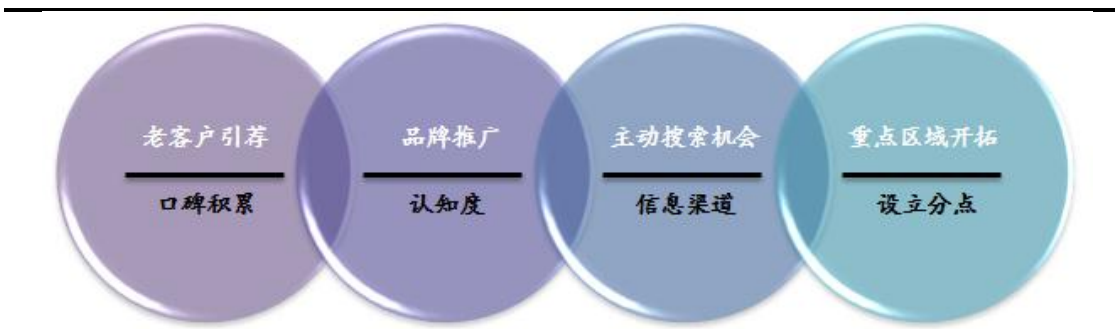 老客户引荐
口碑积累
品牌推广
认知度
主动搜索机会
信息渠道
重点区域开拓
设立分点